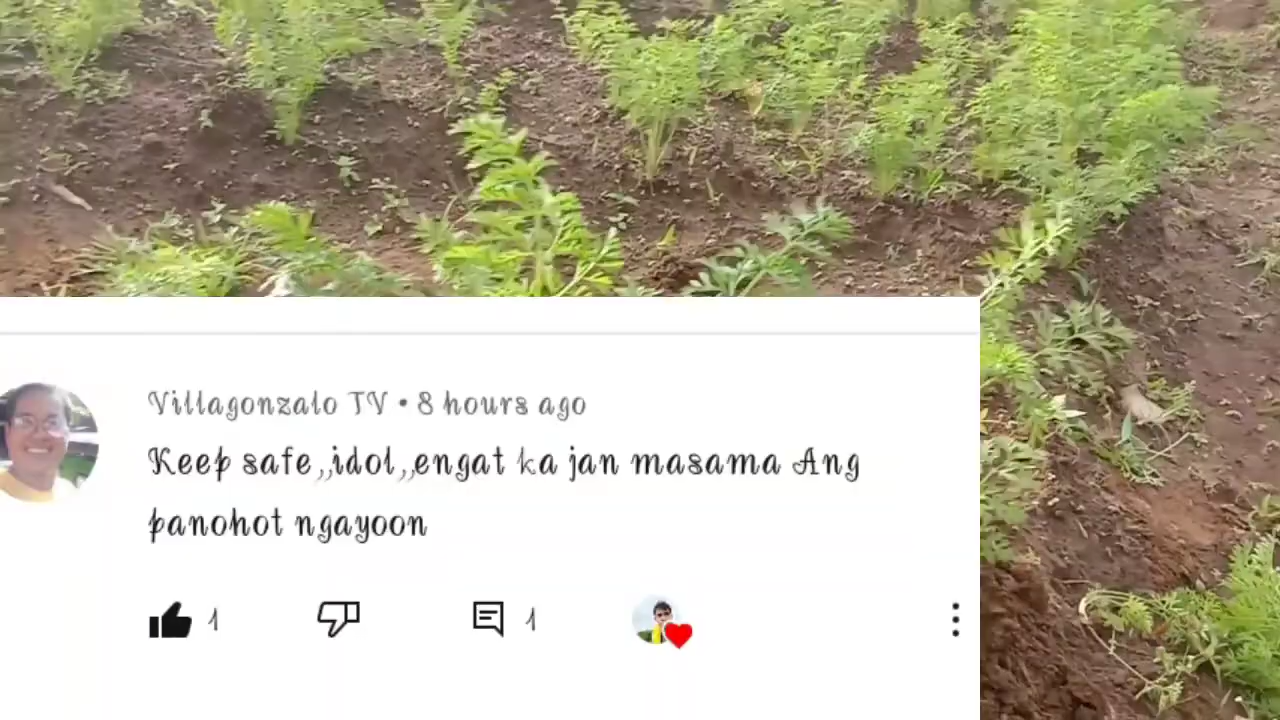 Villagonzalo TV • 8 hours ago
Keep safe,,idol,,engat ka jan masama Ang
panohot ngayoon
1 1